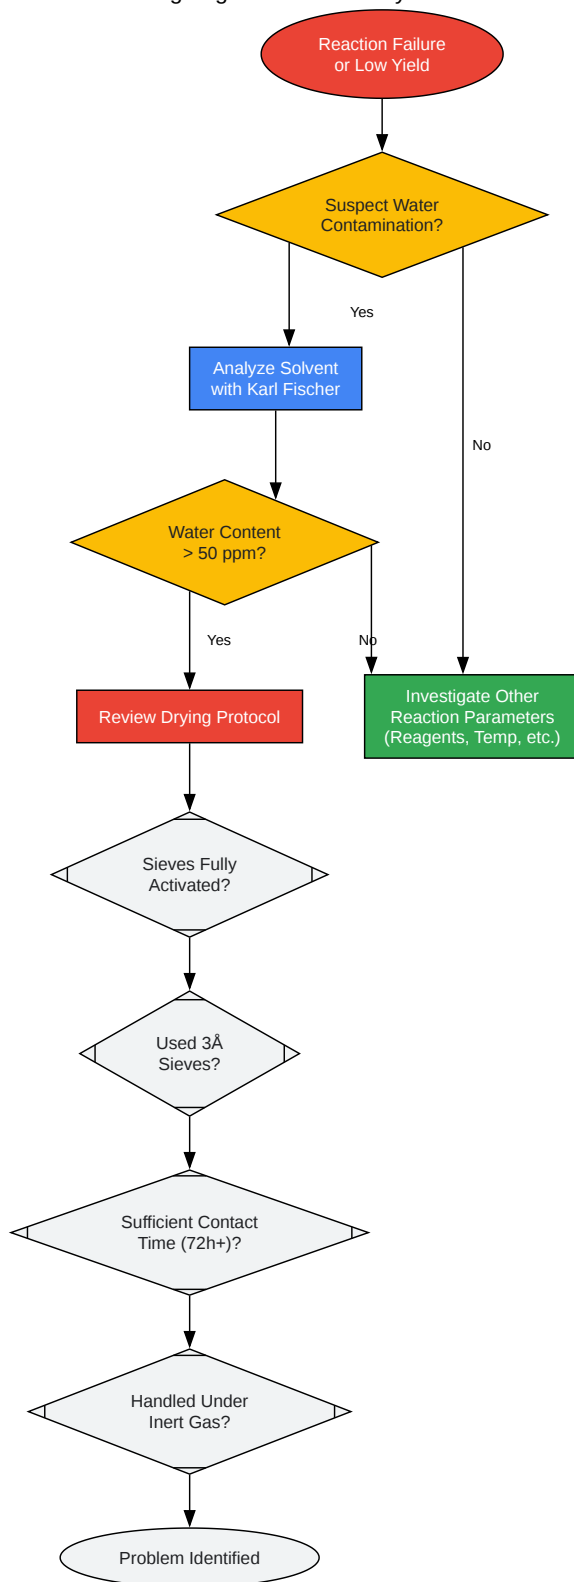 Reaction Failure
or Low Yield
Suspect Water
Contamination?
Yes
Analyze Solvent
with Karl Fischer
No
Water Content
> 50 ppm?
Yes
No
Investigate Other
Reaction Parameters
(Reagents, Temp, etc.)
Review Drying Protocol
Sieves Fully
Activated?
Used 3Å
Sieves?
Sufficient Contact
Time (72h+)?
Handled Under
Inert Gas?
Problem Identified